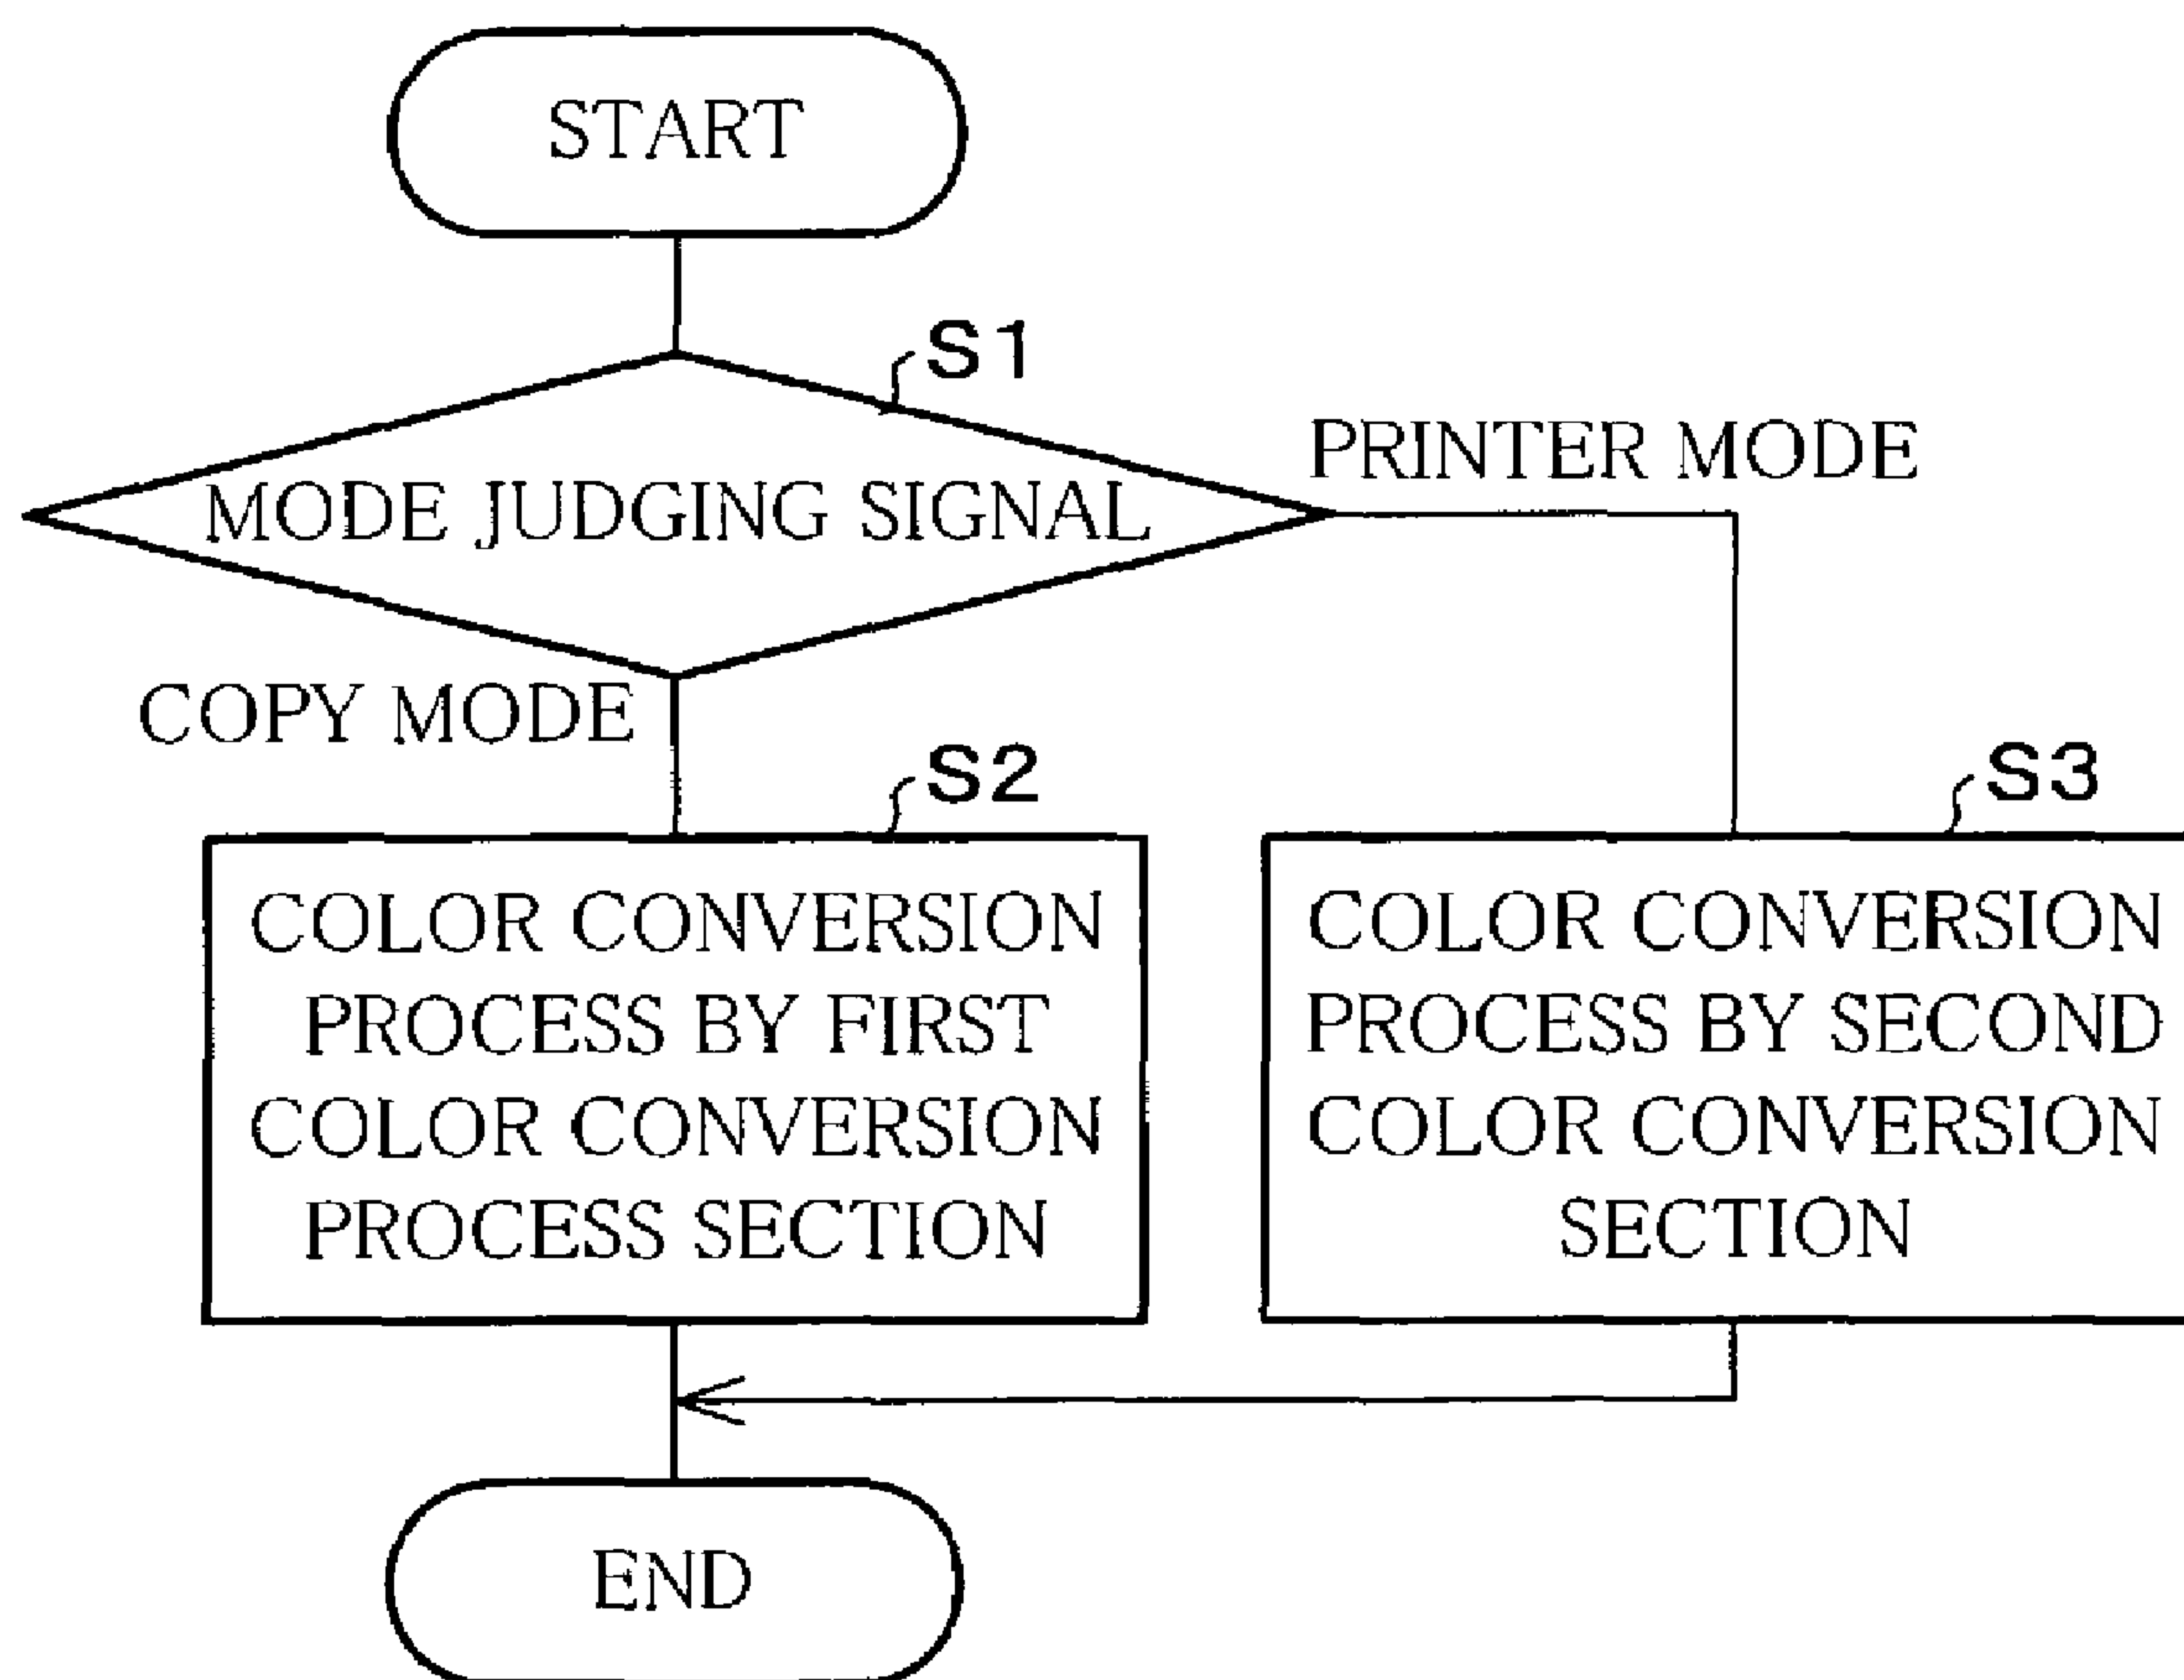 START
S1
PRINTER MODE
MODE JUDGING SIGNAL
COPY MODE
S2
COLOR CONVERSION
PROCESS BY FIRST
COLOR CONVERSION
PROCESS SECTION
S3
COLOR CONVERSION
PROCESS BY SECOND
COLOR CONVERSION
SECTION
END